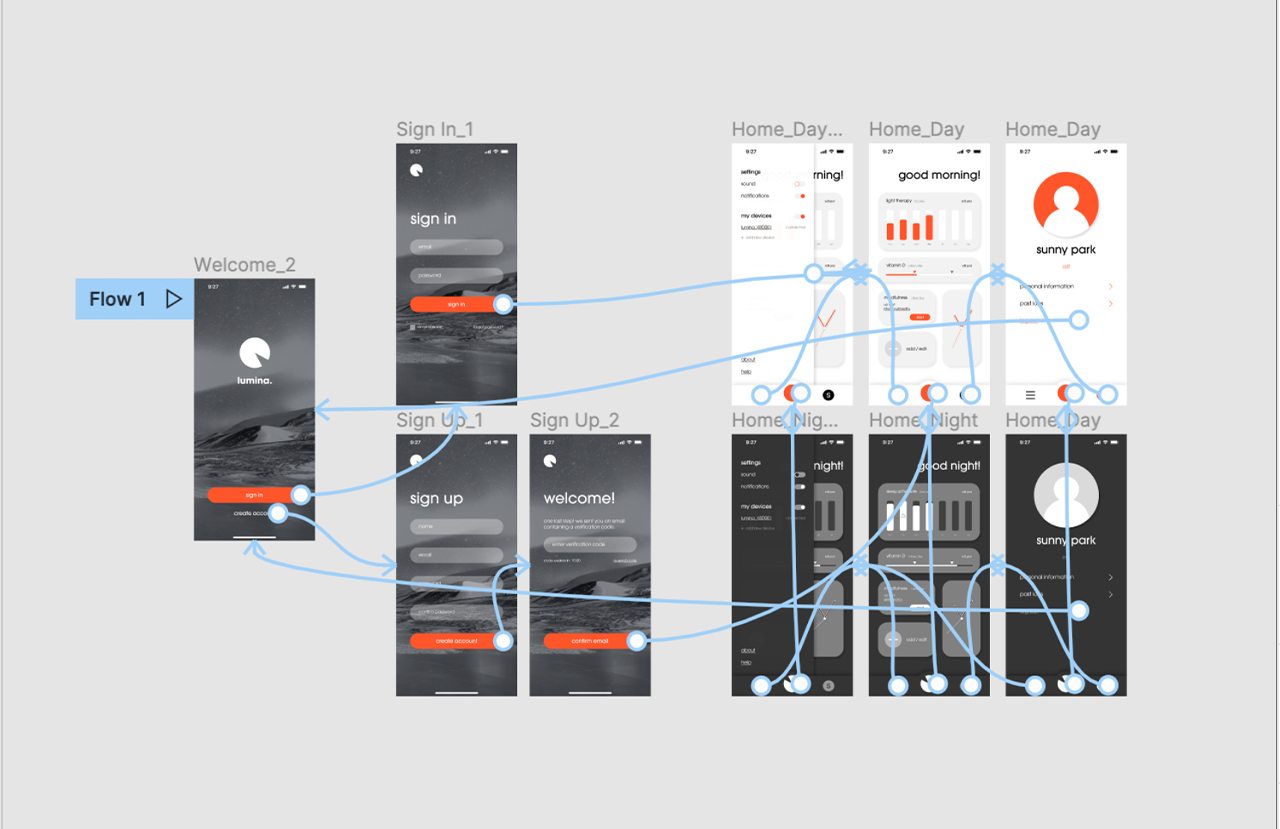 Sign In_1
Home_Day...
Home_Day
Home_Day
9:27
sign in
email
password
sign in
9:27
settings
sound
notifications
my devices
about
help
rning!
9:27
good morning!
light therapy
vitamin D
mindfulness
start
add / edit
S
9:27
sunny park
edit
personal information
Welcome_2
Flow 1
9:27
lumina.
sign in
create accou
Sign Up_1
Sign Up_2
Home_Nig...
Home_Night
Home_Day
9:27
sign up
name
email
confirm password
create account
9:27
welcome!
one last step! we sent you an email
containing a verification code.
enter verification code
confirm email
9:27
settings
sound
notifications
my devices
about
help
night!
S
9:27
good night!
vitamin D
add / edit
9:27
sunny park
personal information